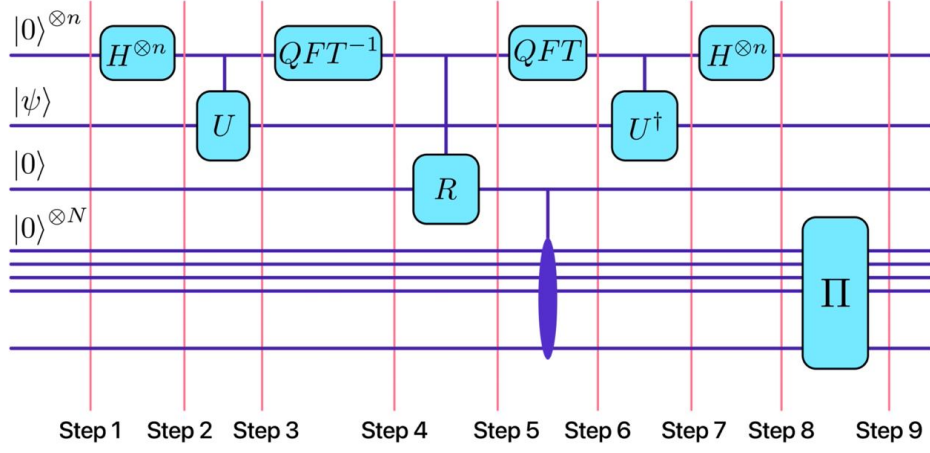 |0⟩^{⊗n}
H^{⊗n} QFT^{-1} QFT H^{⊗n}
|ψ⟩
U U^†
|0⟩
R
|0⟩^{⊗N}
Π
Step 1 Step 2 Step 3 Step 4 Step 5 Step 6 Step 7 Step 8 Step 9